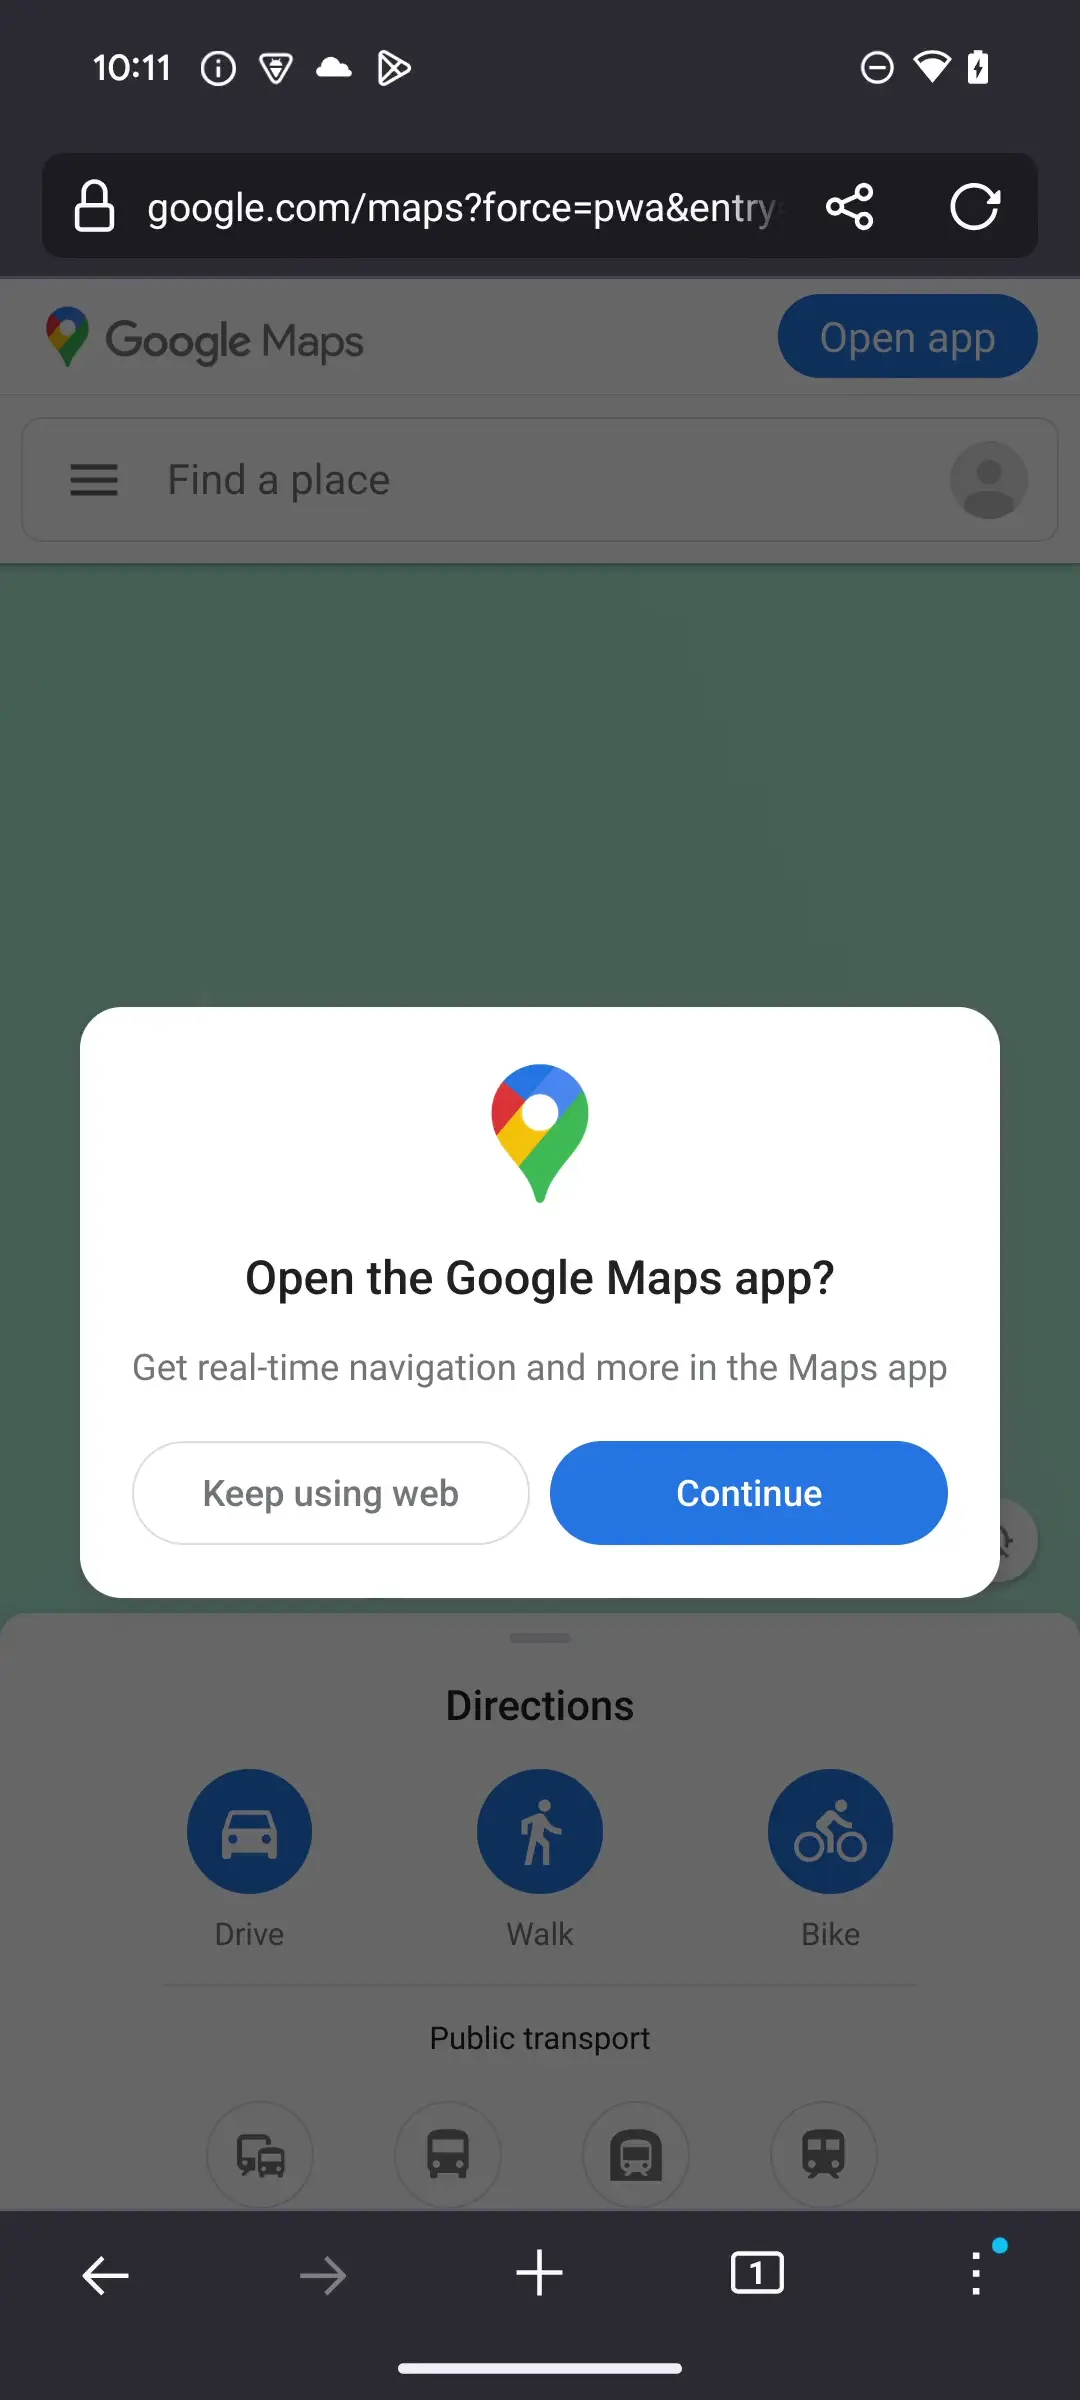 10:11
google.com/maps?force=pwa&entry
Google Maps
Open app
Find a place
Open the Google Maps app?
Get real-time navigation and more in the Maps app
Keep using web
Continue
Directions
Drive
Walk
Bike
Public transport
1